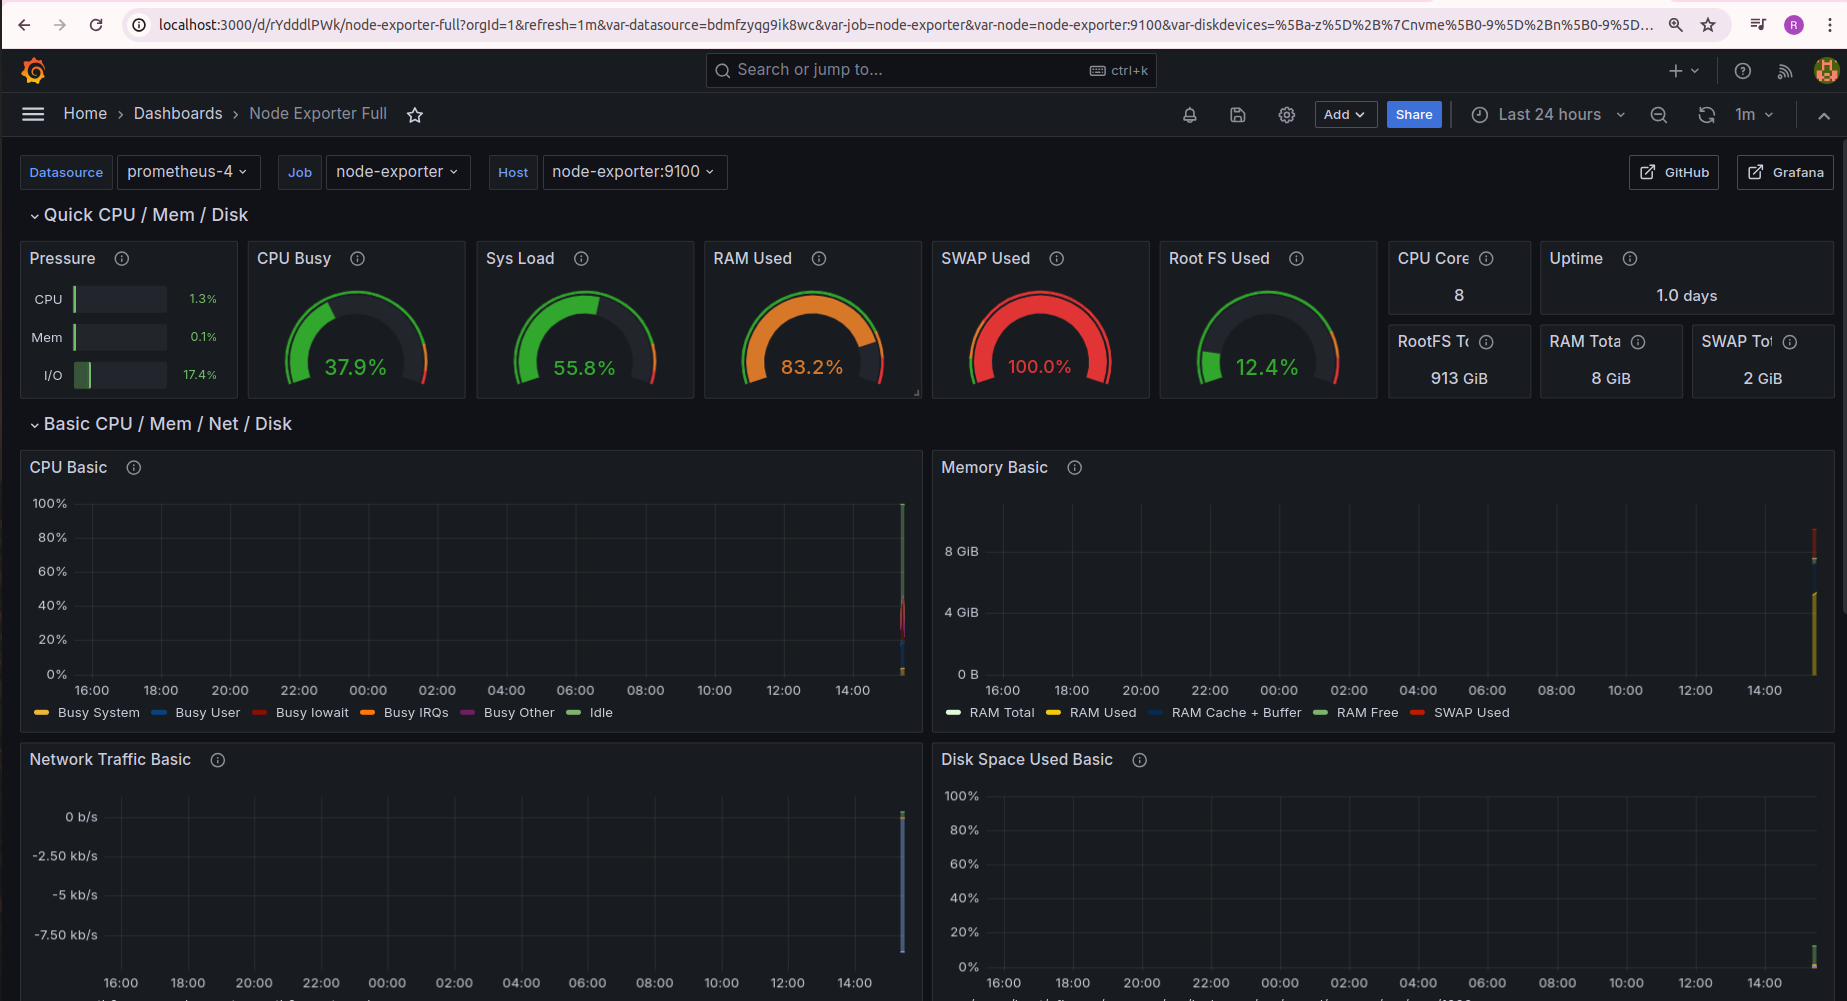 localhost:3000/d/rYdddlPWk/node-exporter-full?orgId=1&refresh=1m&var-datasource=bdmfzyqg9ik8wc&var-job=node-exporter&var-node=node-exporter:9100&var-diskdevices=%5Ba-z%5D%2B%7Cnvme%5B0-9%5D%2Bn%5B0-9%5D... R
Search or jump to... ctrl+k
Home › Dashboards › Node Exporter Full Add Share Last 24 hours 1m
Datasource prometheus-4 Job node-exporter Host node-exporter:9100 GitHub Grafana
Quick CPU / Mem / Disk
Pressure
CPU 1.3%
Mem 0.1%
I/O 17.4%
CPU Busy
37.9%
Sys Load
55.8%
RAM Used
83.2%
SWAP Used
100.0%
Root FS Used
12.4%
CPU Core
8
Uptime
1.0 days
RootFS To
913 GiB
RAM Tota
8 GiB
SWAP Tot
2 GiB
Basic CPU / Mem / Net / Disk
CPU Basic
100%
80%
60%
40%
20%
0%
16:00 18:00 20:00 22:00 00:00 02:00 04:00 06:00 08:00 10:00 12:00 14:00
Busy System Busy User Busy Iowait Busy IRQs Busy Other Idle
Memory Basic
8 GiB
4 GiB
0 B
16:00 18:00 20:00 22:00 00:00 02:00 04:00 06:00 08:00 10:00 12:00 14:00
RAM Total RAM Used RAM Cache + Buffer RAM Free SWAP Used
Network Traffic Basic
0 b/s
-2.50 kb/s
-5 kb/s
-7.50 kb/s
16:00 18:00 20:00 22:00 00:00 02:00 04:00 06:00 08:00 10:00 12:00 14:00
Disk Space Used Basic
100%
80%
60%
40%
20%
0%
16:00 18:00 20:00 22:00 00:00 02:00 04:00 06:00 08:00 10:00 12:00 14:00